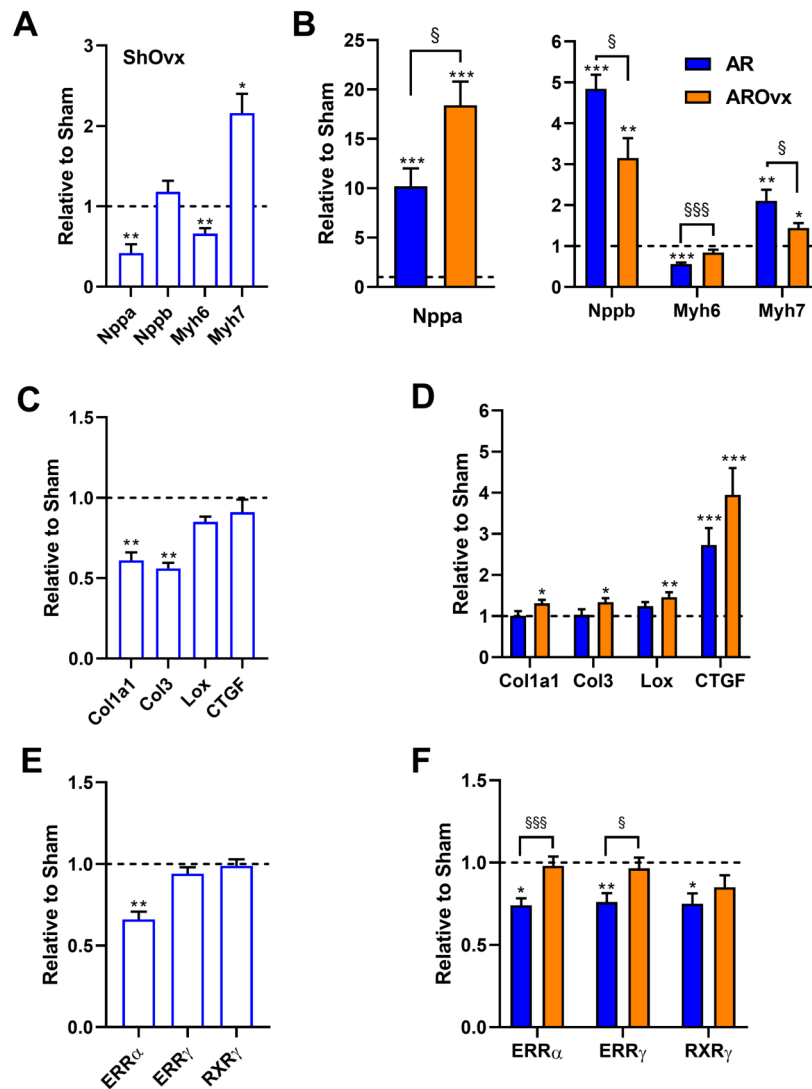 A
ShOvx
Relative to Sham
3
2
1
0
**
**
*
Nppa
Nppb
Myh6
Myh7
B
Relative to Sham
25
20
15
10
5
0
§
***
***
Nppa
6
5
4
3
2
1
0
***
§
**
§§§
***
§
**
*
Nppb
Myh6
Myh7
AR
AROvx
C
Relative to Sham
1.5
1.0
0.5
0.0
**
**
Col1a1
Col3
Lox
CTGF
D
Relative to Sham
6
5
4
3
2
1
0
*
*
**
***
***
Col1a1
Col3
Lox
CTGF
E
Relative to Sham
1.5
1.0
0.5
0.0
**
ERRα
ERRγ
RXRγ
F
Relative to Sham
1.5
1.0
0.5
0.0
§§§
§
*
**
*
ERRα
ERRγ
RXRγ